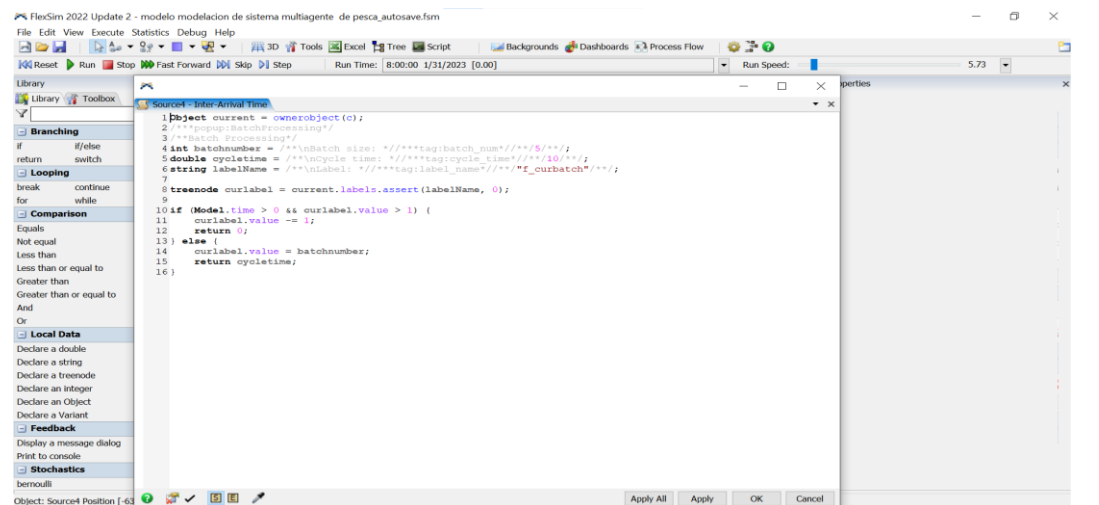 FlexSim 2022 Update 2 - modelo modelacion de sistema multiagente de pesca_autosave.fsm
File Edit View Execute Statistics Debug Help
3D Tools Excel Tree Script Backgrounds Dashboards Process Flow
Reset Run Stop Fast Forward Skip Step Run Time: 8:00:00 1/31/2023 [0.00] Run Speed: 5.73
Library
operties
Library Toolbox
Source4 - Inter-Arrival Time
Branching
if if/else
return switch
Looping
break continue
for while
Comparison
Equals
Not equal
Less than
Less than or equal to
Greater than
Greater than or equal to
And
Or
Local Data
Declare a double
Declare a string
Declare a treenode
Declare an integer
Declare an Object
Declare a Variant
Feedback
Display a message dialog
Print to console
Stochastics
bernoulli
1 Object current = ownerobject(c);
2 /***popup:BatchProcessing*/
3 /**Batch Processing*/
4 int batchnumber = /**\nBatch size: *//***tag:batch_num*//**/5/**/;
5 double cycletime = /**\nCycle time: *//***tag:cycle_time*//**/10/**/;
6 string labelName = /**\nLabel: *//***tag:label_name*//**/"f_curbatch"/**/;
7
8 treenode curlabel = current.labels.assert(labelName, 0);
9
10 if (Model.time > 0 && curlabel.value > 1) {
11 curlabel.value -= 1;
12 return 0;
13 } else {
14 curlabel.value = batchnumber;
15 return cycletime;
16 }
Apply All Apply OK Cancel
Object: Source4 Position [-63